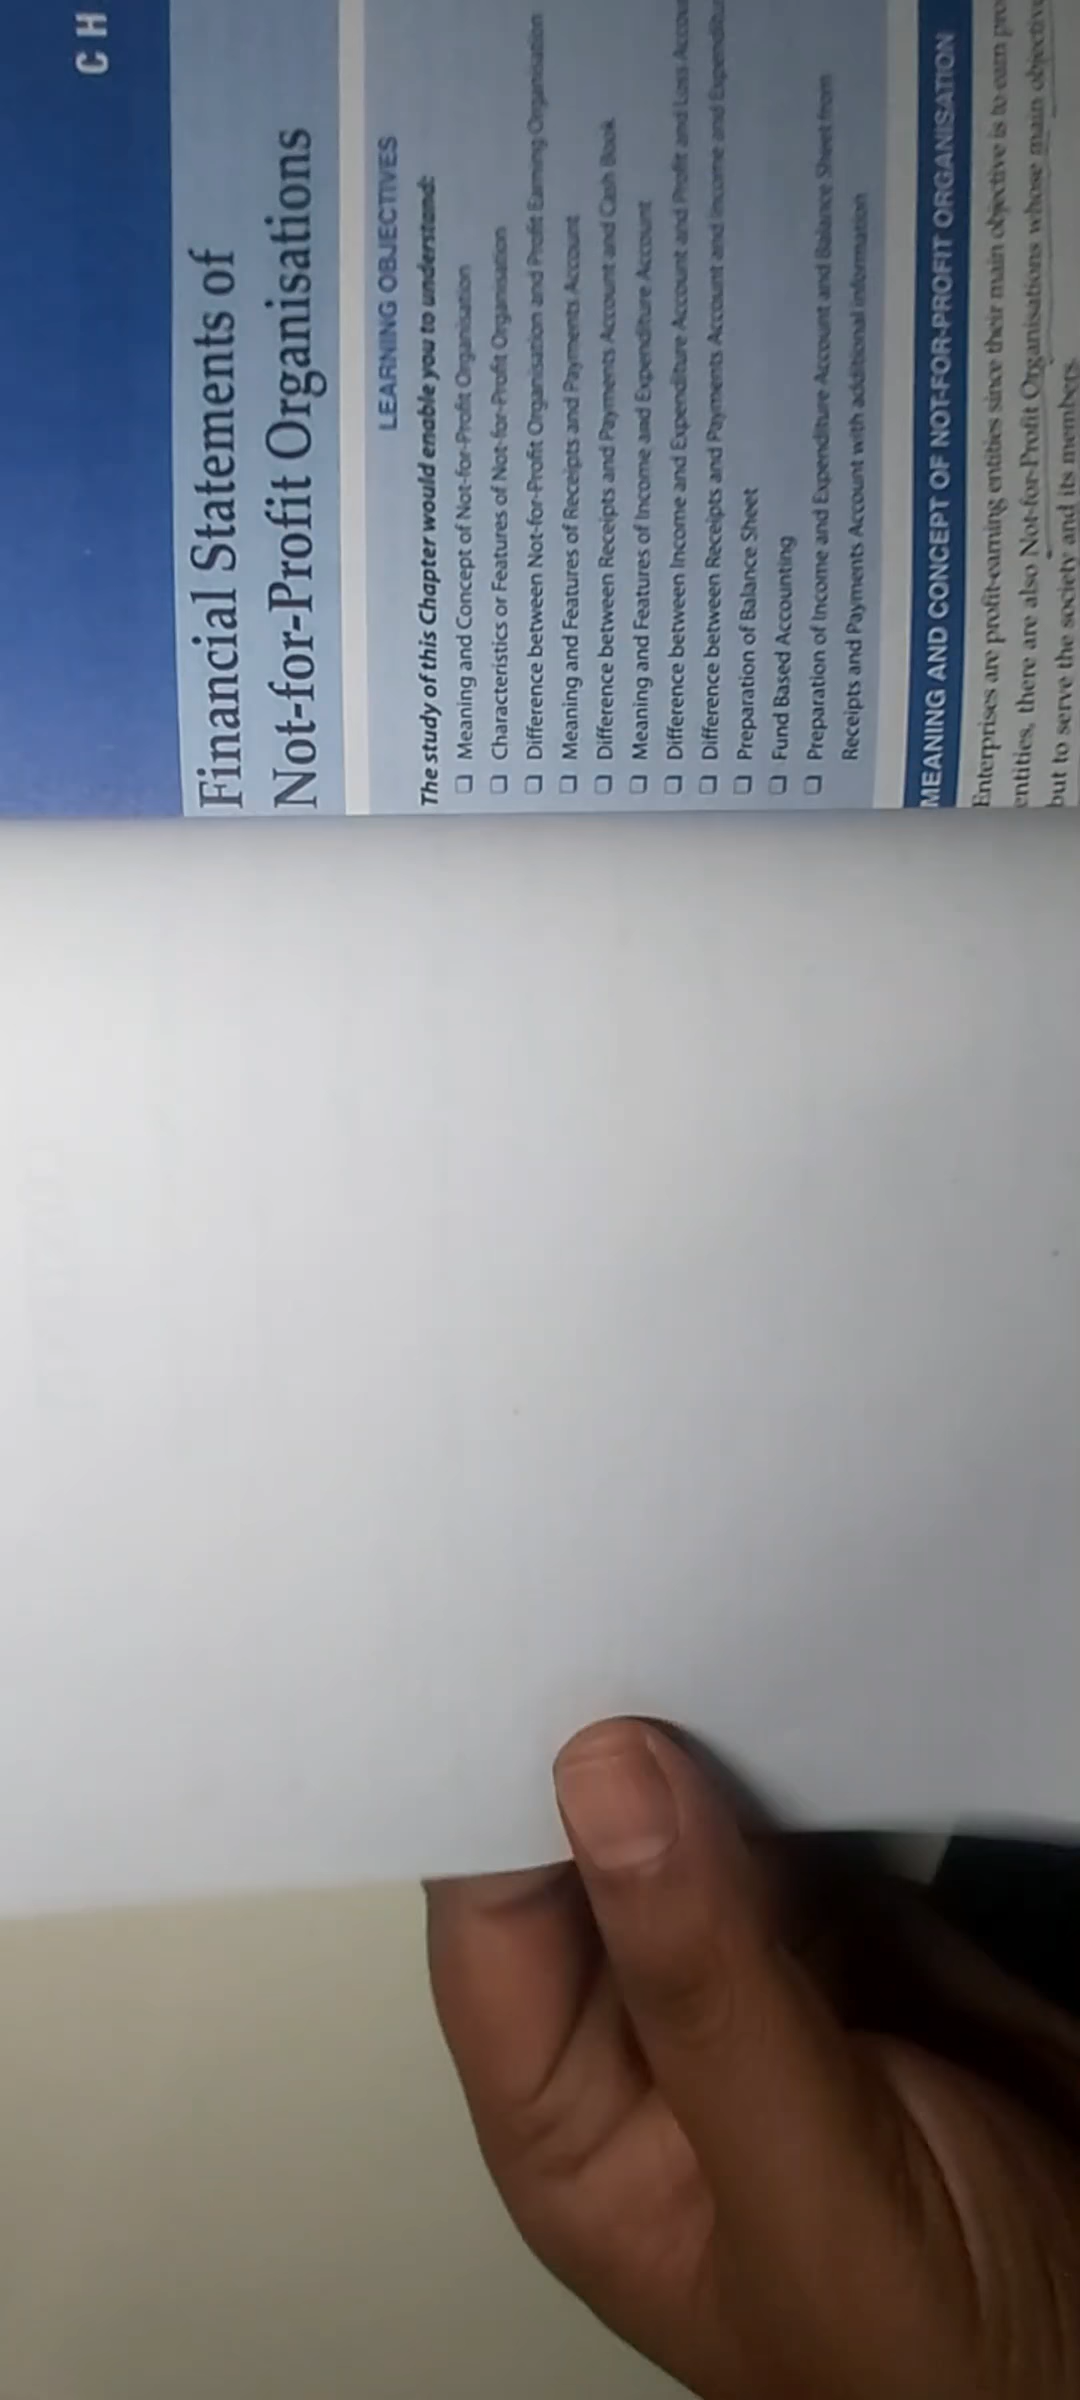 CH
Financial Statements of
Not-for-Profit Organisations
LEARNING OBJECTIVES
The study of this Chapter would enable you to understand:
❑ Meaning and Concept of Not-for-Profit Organisation
❑ Characteristics or Features of Not-for-Profit Organisation
❑ Difference between Not-for-Profit Organisation and Profit Earning Organisation
❑ Meaning and Features of Receipts and Payments Account
❑ Difference between Receipts and Payments Account and Cash Book
❑ Meaning and Features of Income and Expenditure Account
❑ Difference between Income and Expenditure Account and Profit and Loss Accou
❑ Difference between Receipts and Payments Account and Income and Expenditu
❑ Preparation of Balance Sheet
❑ Fund Based Accounting
❑ Preparation of Income and Expenditure Account and Balance Sheet from
Receipts and Payments Account with additional information
MEANING AND CONCEPT OF NOT-FOR-PROFIT ORGANISATION
Enterprises are profit-earning entities since their main objective is to earn pro
entities, there are also Not-for-Profit Organisations whose main objective
but to serve the society and its members.